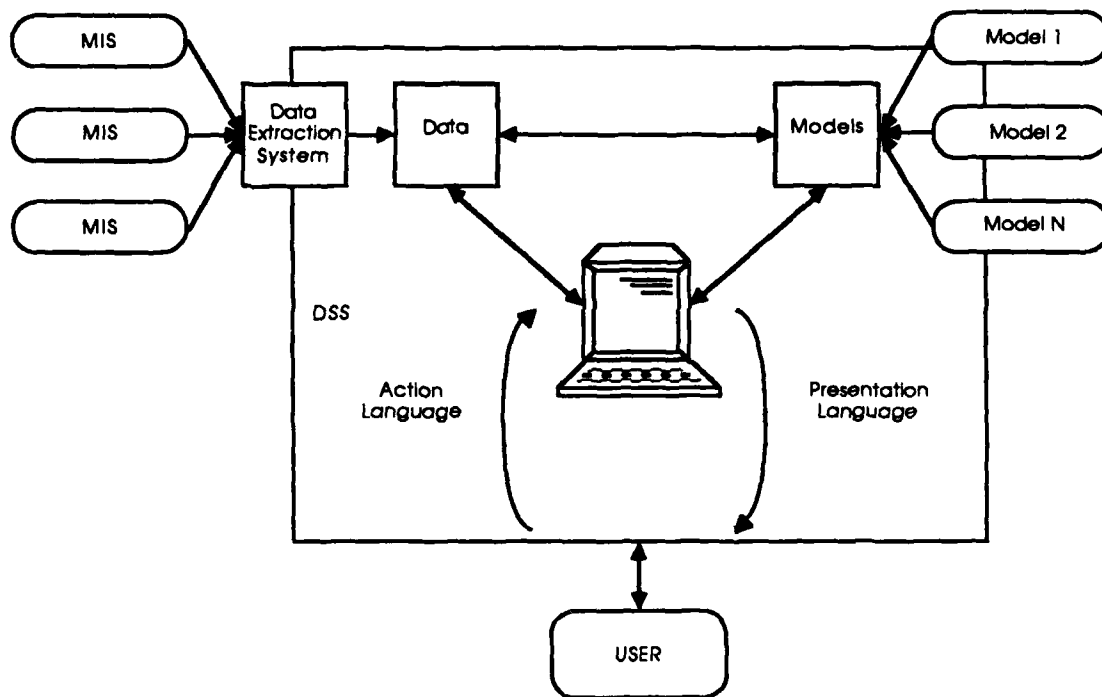 MIS
MIS
MIS
Data
Extraction
System
Data
Models
Model 1
Model 2
Model N
DSS
Action
Language
Presentation
Language
USER